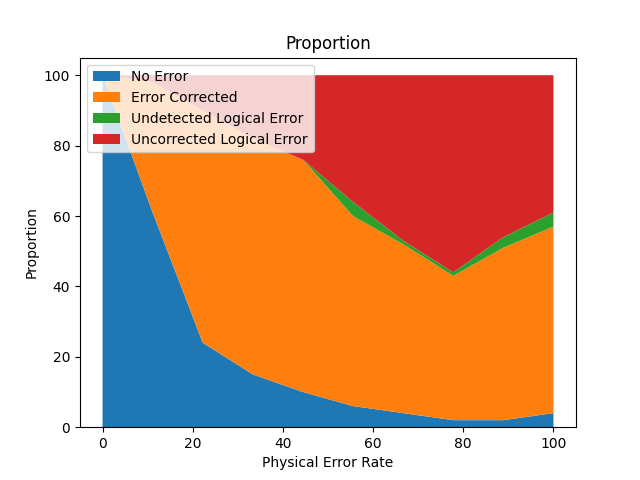 Proportion
100
80
60
40
20
0
Proportion
No Error
Error Corrected
Undetected Logical Error
Uncorrected Logical Error
0 20 40 60 80 100
Physical Error Rate